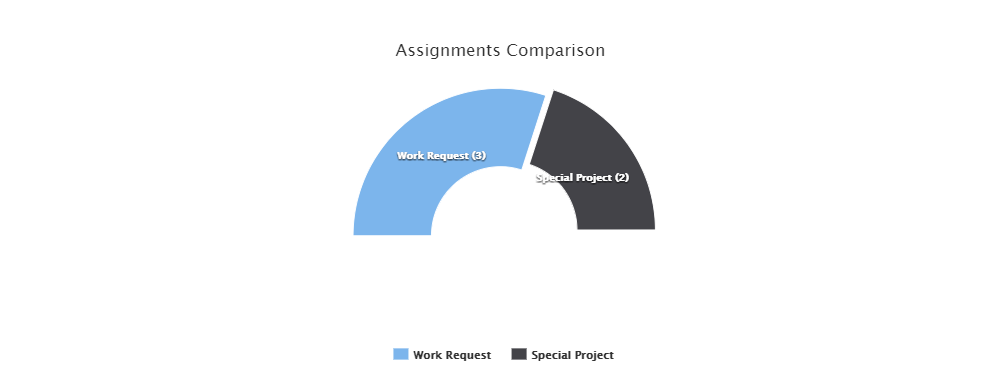 Assignments Comparison
Work Request (3)
Special Project (2)
Work Request
Special Project